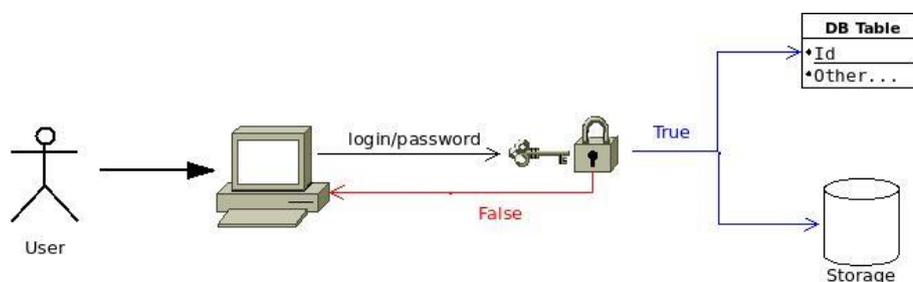 DB Table
Id
Other...
login/password
True
False
User
Storage